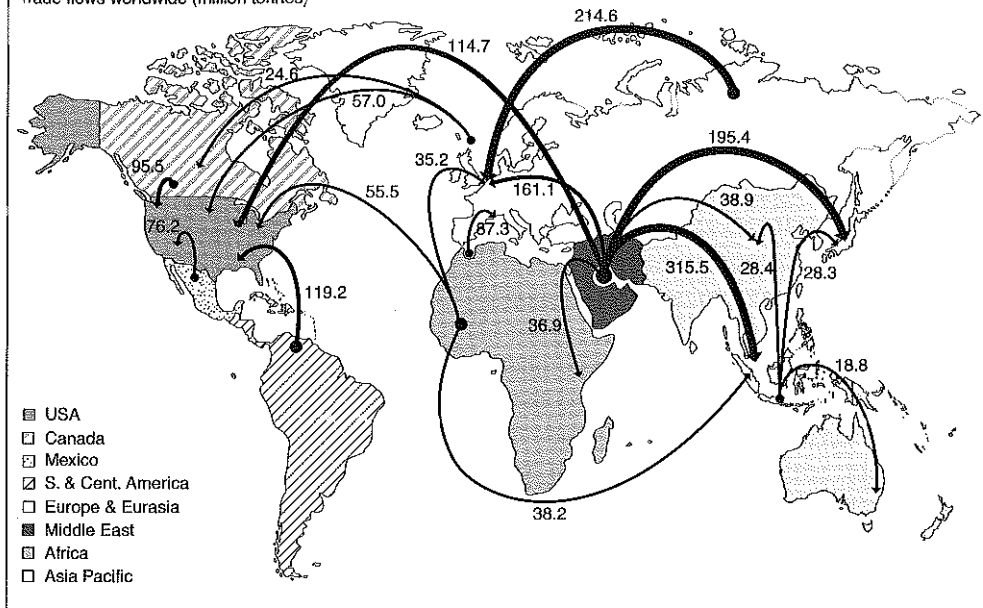 Trade flows worldwide (million tonnes)
214.6
114.7
24.6
57.0
195.4
35.2
95.5
161.1
55.5
38.9
76.2
87.3
315.5
28.4
28.3
119.2
36.9
18.8
38.2
USA
Canada
Mexico
S. & Cent. America
Europe & Eurasia
Middle East
Africa
Asia Pacific